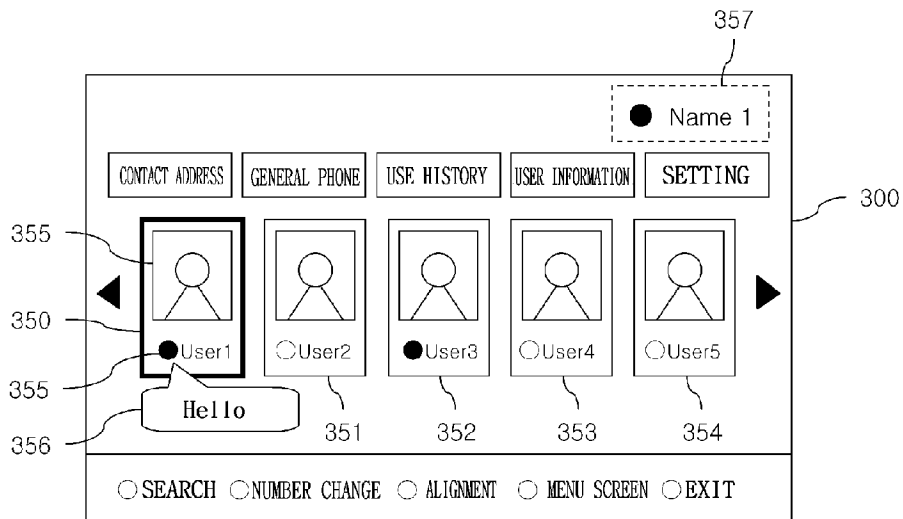 357
● Name 1
CONTACT ADDRESS GENERAL PHONE USE HISTORY USER INFORMATION SETTING
300
355
350
●User1 ○User2 ●User3 ○User4 ○User5
355
Hello
356
351 352 353 354
○SEARCH ○NUMBER CHANGE ○ ALIGNMENT ○ MENU SCREEN ○EXIT